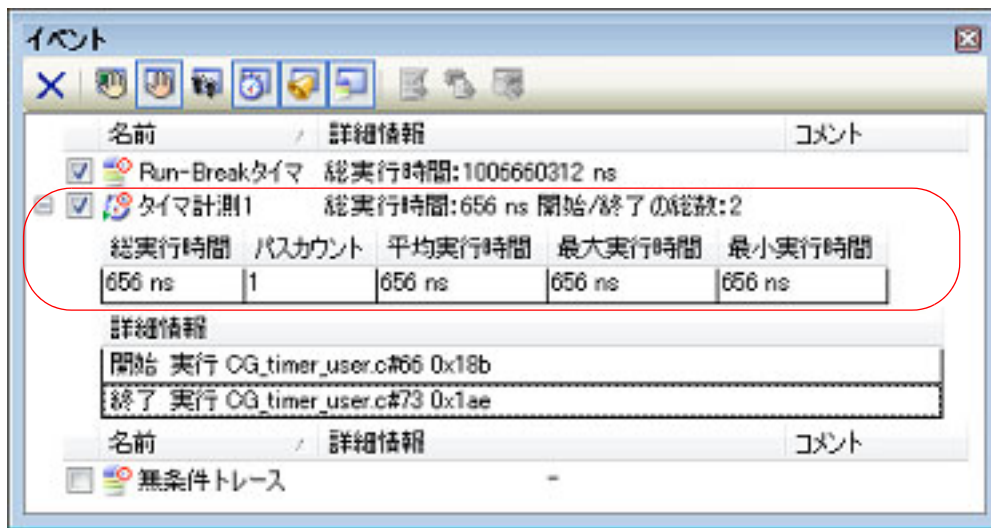 イベント
名前 詳細情報 コメント
Run-Breakタイマ 総実行時間:1006660312 ns
タイマ計測1 総実行時間:656 ns 開始/終了の総数:2
総実行時間 パスカウント 平均実行時間 最大実行時間 最小実行時間
656 ns 1 656 ns 656 ns 656 ns
詳細情報
開始 実行 CG_timer_user.c#66 0x18b
終了 実行 CG_timer_user.c#73 0x1ae
名前 詳細情報 コメント
無条件トレース -